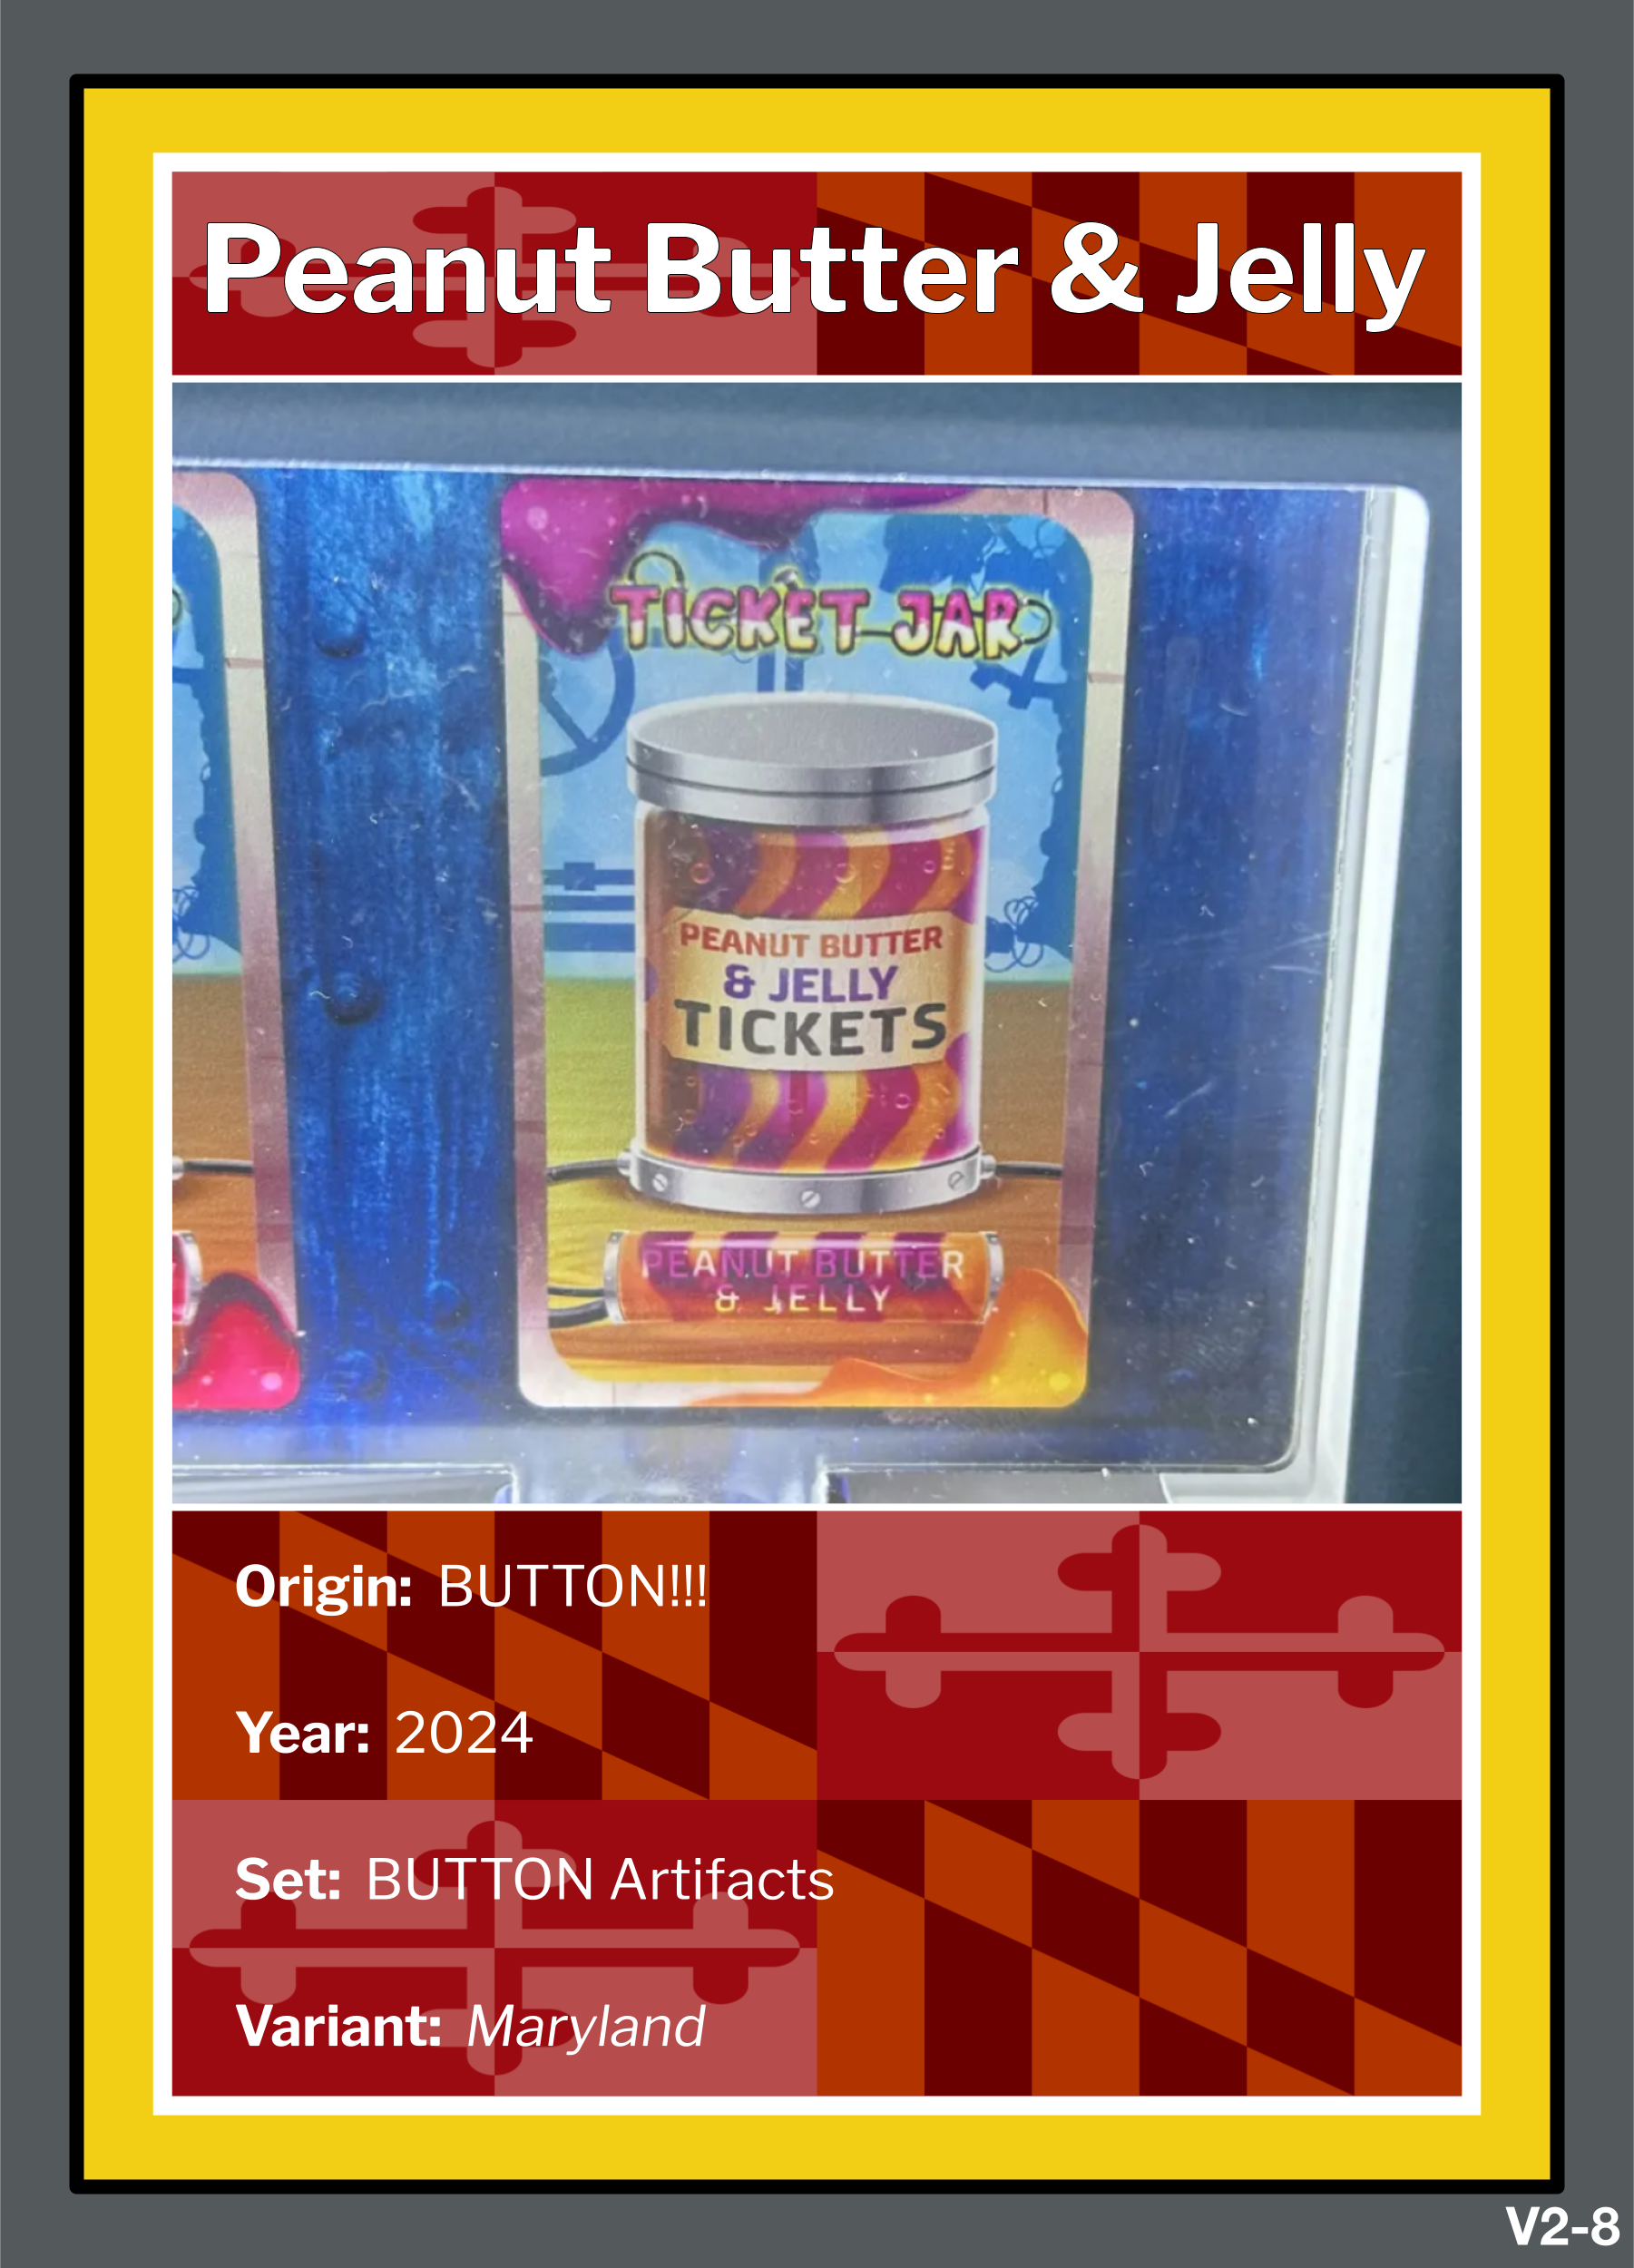 Peanut Butter & Jelly
TICKET JAR
PEANUT BUTTER
& JELLY
TICKETS
PEANUT BUTTER
& JELLY
Origin: BUTTON!!!
Year: 2024
Set: BUTTON Artifacts
Variant: Maryland
V2-8